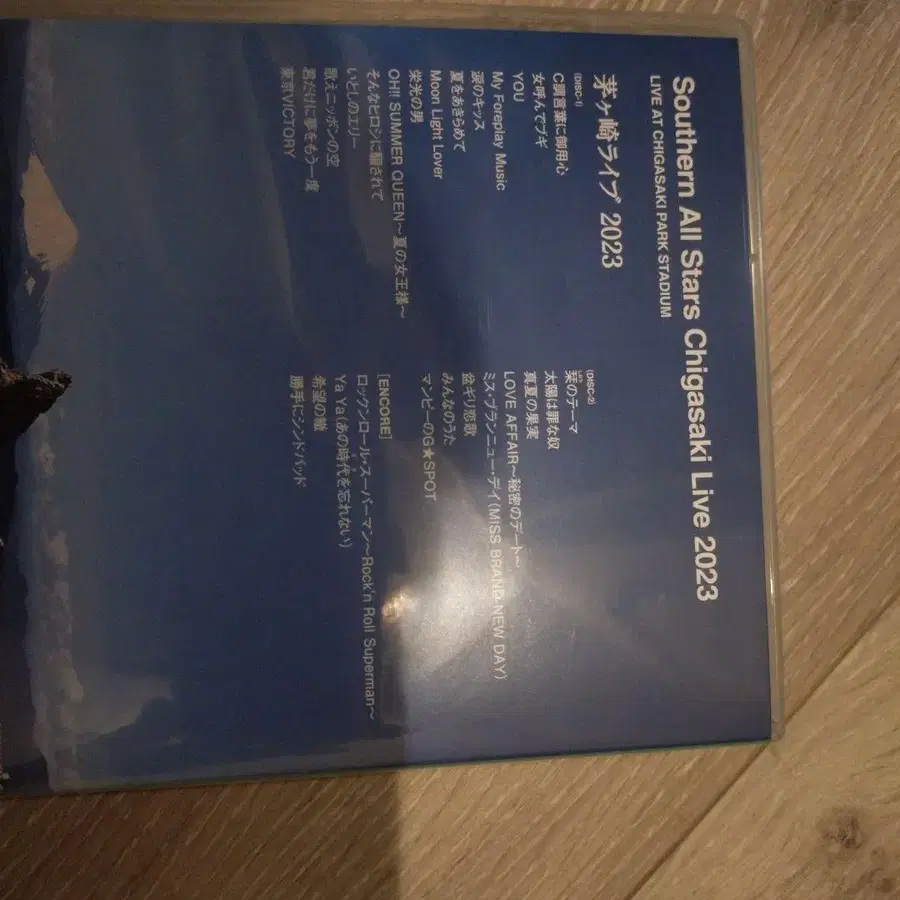 Southern All Stars Chigasaki Live 2023
LIVE AT CHIGASAKI PARK STADIUM
茅ヶ崎ライブ 2023
(DISC-1)
C調言葉に御用心
女呼んでブギ
YOU
My Foreplay Music
涙のキッス
夏をあきらめて
Moon Light Lover
栄光の男
OH!! SUMMER QUEEN～夏の女王様～
そんなヒロシに騙されて
いとしのエリー
歌えニッポンの空
君だけに夢をもう一度
東京VICTORY
(DISC-2)
栞のテーマ
太陽は罪な奴
真夏の果実
LOVE AFFAIR～秘密のデート～
ミス・ブランニュー・デイ(MISS BRAND-NEW DAY)
盆ギリ恋歌
みんなのうた
マンピーのG★SPOT
[ENCORE]
ロックンロール・スーパーマン～Rock'n Roll Superman～
Ya Ya(あの時代を忘れない)
希望の轍
勝手にシンドバッド